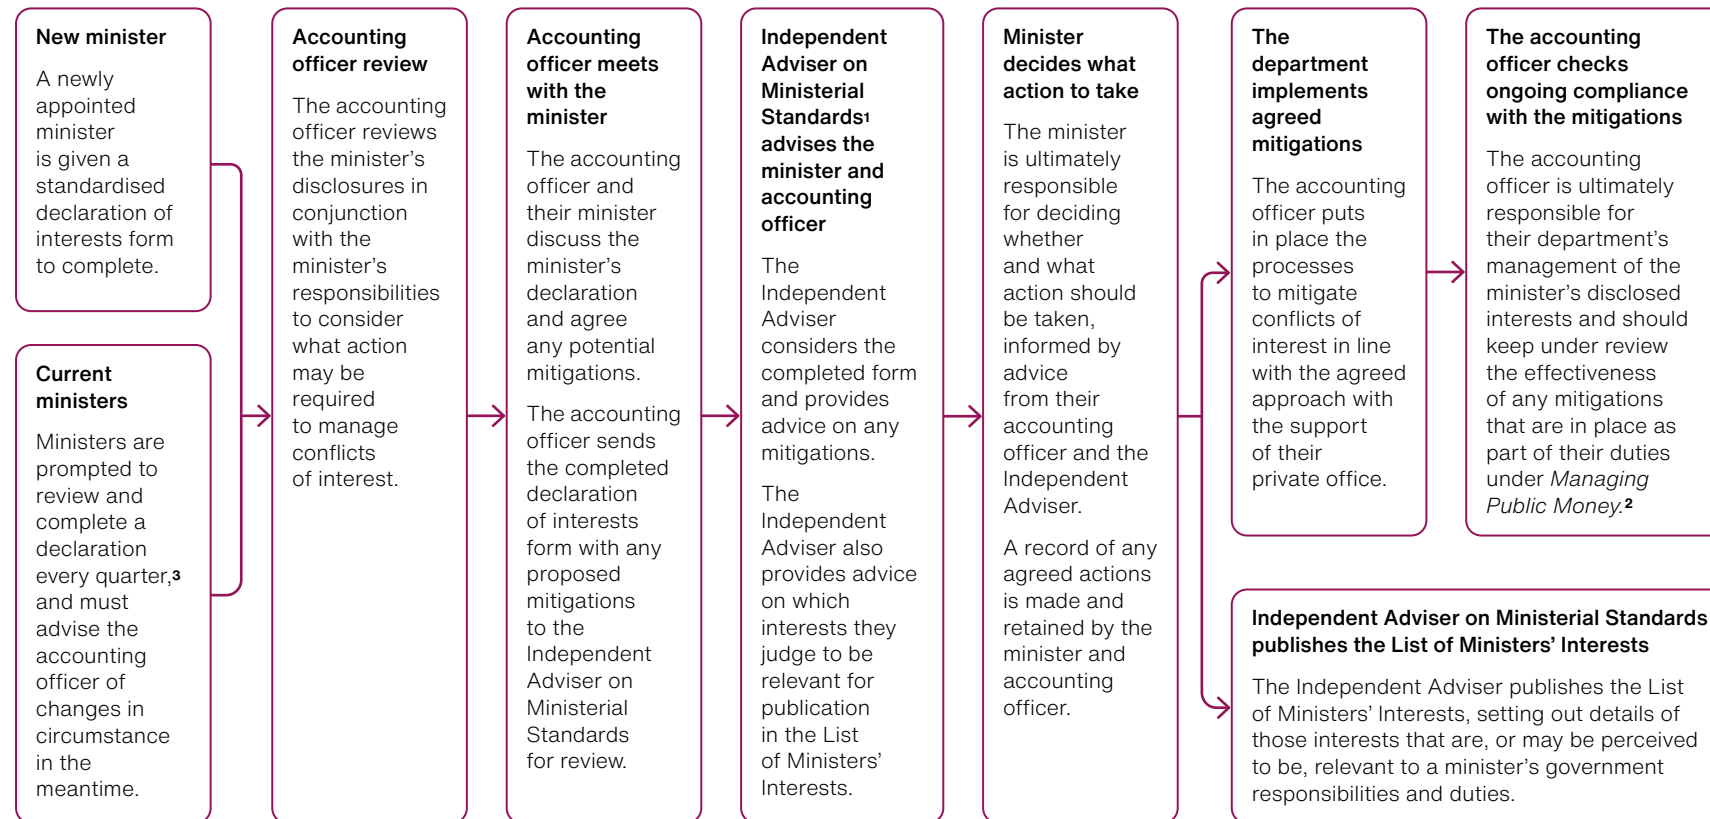 New minister
A newly
appointed
minister
is given a
standardised
declaration of
interests form
to complete.
Current
ministers
Ministers are
prompted to
review and
complete a
declaration
every quarter,3
and must
advise the
accounting
officer of
changes in
circumstance
in the
meantime.
Accounting
officer review
The accounting
officer reviews
the minister’s
disclosures in
conjunction
with the
minister’s
responsibilities
to consider
what action
may be
required
to manage
conflicts
of interest.
Accounting
officer meets
with the
minister
The accounting
officer and
their minister
discuss the
minister’s
declaration
and agree
any potential
mitigations.
The accounting
officer sends
the completed
declaration
of interests
form with any
proposed
mitigations
to the
Independent
Adviser on
Ministerial
Standards
for review.
Independent
Adviser on
Ministerial
Standards1
advises the
minister and
accounting
officer
The
Independent
Adviser
considers the
completed form
and provides
advice on any
mitigations.
The
Independent
Adviser also
provides advice
on which
interests they
judge to be
relevant for
publication
in the List
of Ministers’
Interests.
Minister
decides what
action to take
The minister
is ultimately
responsible
for deciding
whether
and what
action should
be taken,
informed by
advice
from their
accounting
officer and the
Independent
Adviser.
A record of any
agreed actions
is made and
retained by the
minister and
accounting
officer.
The
department
implements
agreed
mitigations
The accounting
officer puts
in place the
processes
to mitigate
conflicts of
interest in line
with the agreed
approach with
the support
of their
private office.
The accounting
officer checks
ongoing compliance
with the mitigations
The accounting
officer is ultimately
responsible for
their department’s
management of the
minister’s disclosed
interests and should
keep under review
the effectiveness
of any mitigations
that are in place as
part of their duties
under Managing
Public Money.2
Independent Adviser on Ministerial Standards
publishes the List of Ministers’ Interests
The Independent Adviser publishes the List
of Ministers’ Interests, setting out details of
those interests that are, or may be perceived
to be, relevant to a minister’s government
responsibilities and duties.